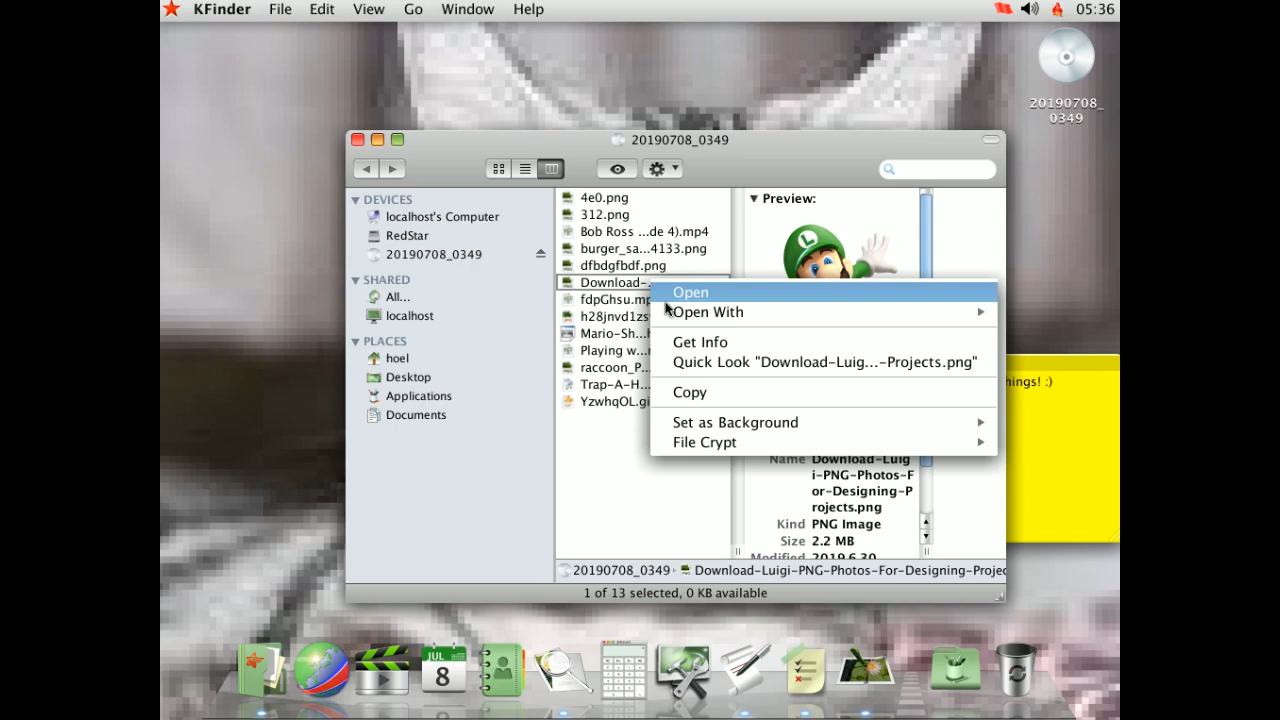 KFinder File Edit View Go Window Help 05:36
20190708_
0349
20190708_0349
DEVICES
localhost's Computer
RedStar
20190708_0349
SHARED
All...
localhost
PLACES
hoel
Desktop
Applications
Documents
4e0.png
312.png
Bob Ross ...de 4).mp4
burger_sa...4133.png
dfbdgfbdf.png
Download-
fdpGhsu.mp
h28jnvd1zs
Mario-Sh...
Playing w...
raccoon_P...
Trap-A-H...
YzwhqOL.gi
Preview:
L
Open
Open With
Get Info
Quick Look "Download-Luig...-Projects.png"
Copy
Set as Background
File Crypt
Name Download-Luig
i-PNG-Photos-F
or-Designing-P
rojects.png
Kind PNG Image
Size 2.2 MB
Modified 2019.6.30
hings! :)
20190708_0349 Download-Luigi-PNG-Photos-For-Designing-Projec
1 of 13 selected, 0 KB available
JUL
8